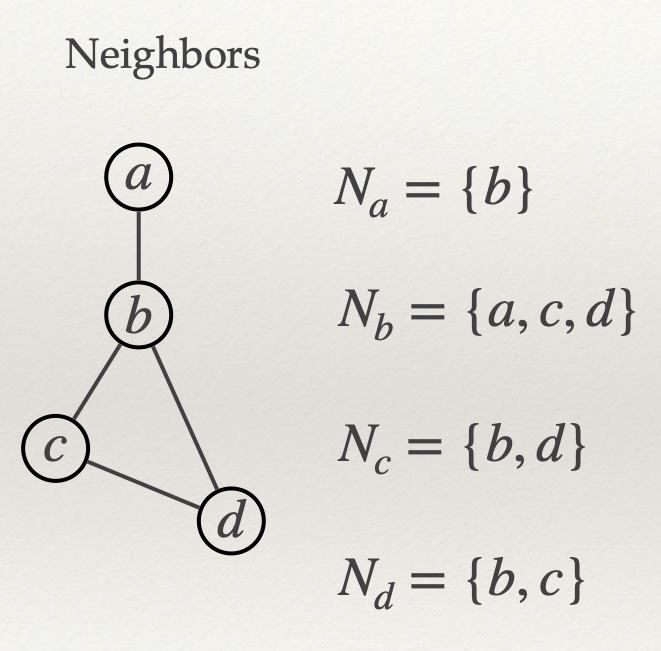 Neighbors
a
N_a = {b}
b
N_b = {a, c, d}
c
N_c = {b, d}
d
N_d = {b, c}